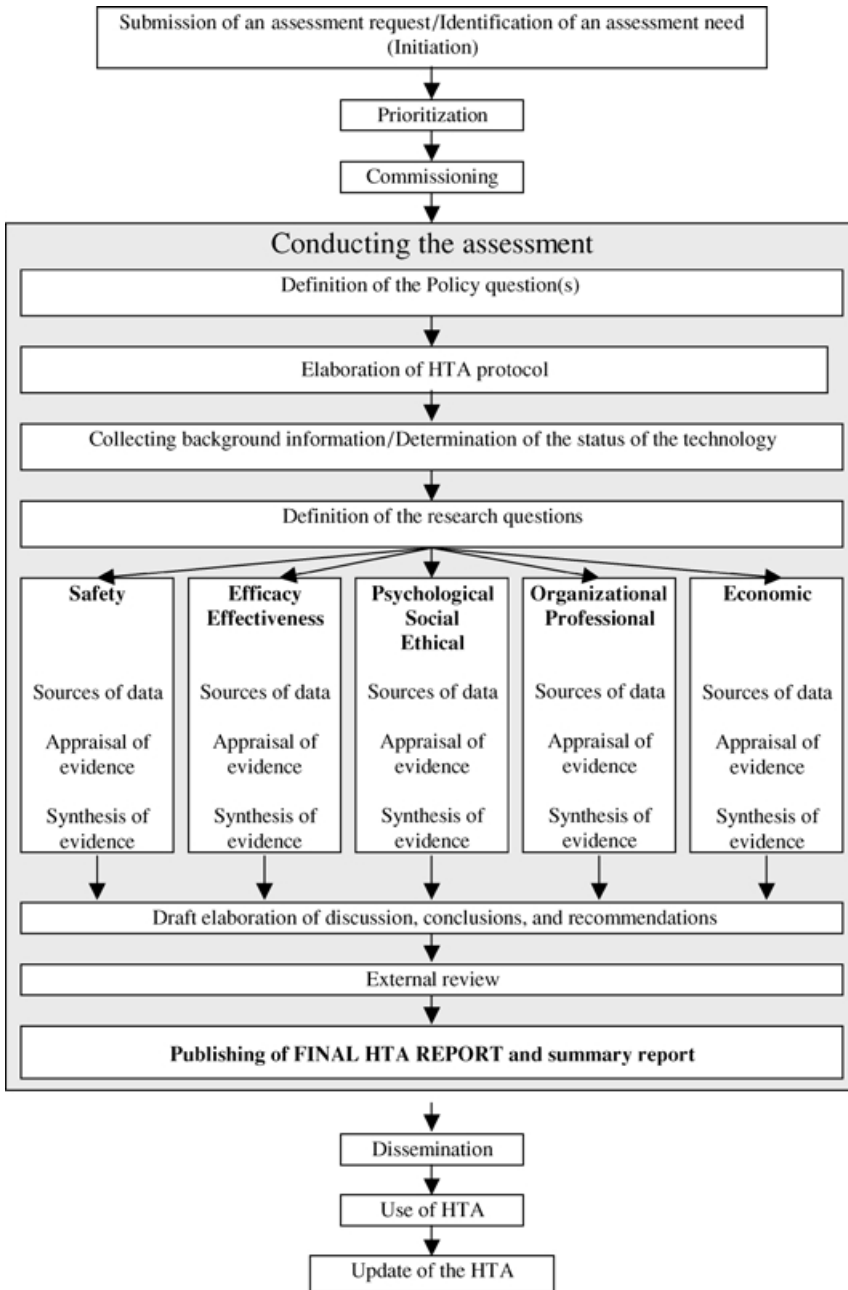 Submission of an assessment request/Identification of an assessment need
(Initiation)
Prioritization
Commissioning
Conducting the assessment
Definition of the Policy question(s)
Elaboration of HTA protocol
Collecting background information/Determination of the status of the technology
Definition of the research questions
Safety
Sources of data
Appraisal of
evidence
Synthesis of
evidence
Efficacy
Effectiveness
Sources of data
Appraisal of
evidence
Synthesis of
evidence
Psychological
Social
Ethical
Sources of data
Appraisal of
evidence
Synthesis of
evidence
Organizational
Professional
Sources of data
Appraisal of
evidence
Synthesis of
evidence
Economic
Sources of data
Appraisal of
evidence
Synthesis of
evidence
Draft elaboration of discussion, conclusions, and recommendations
External review
Publishing of FINAL HTA REPORT and summary report
Dissemination
Use of HTA
Update of the HTA